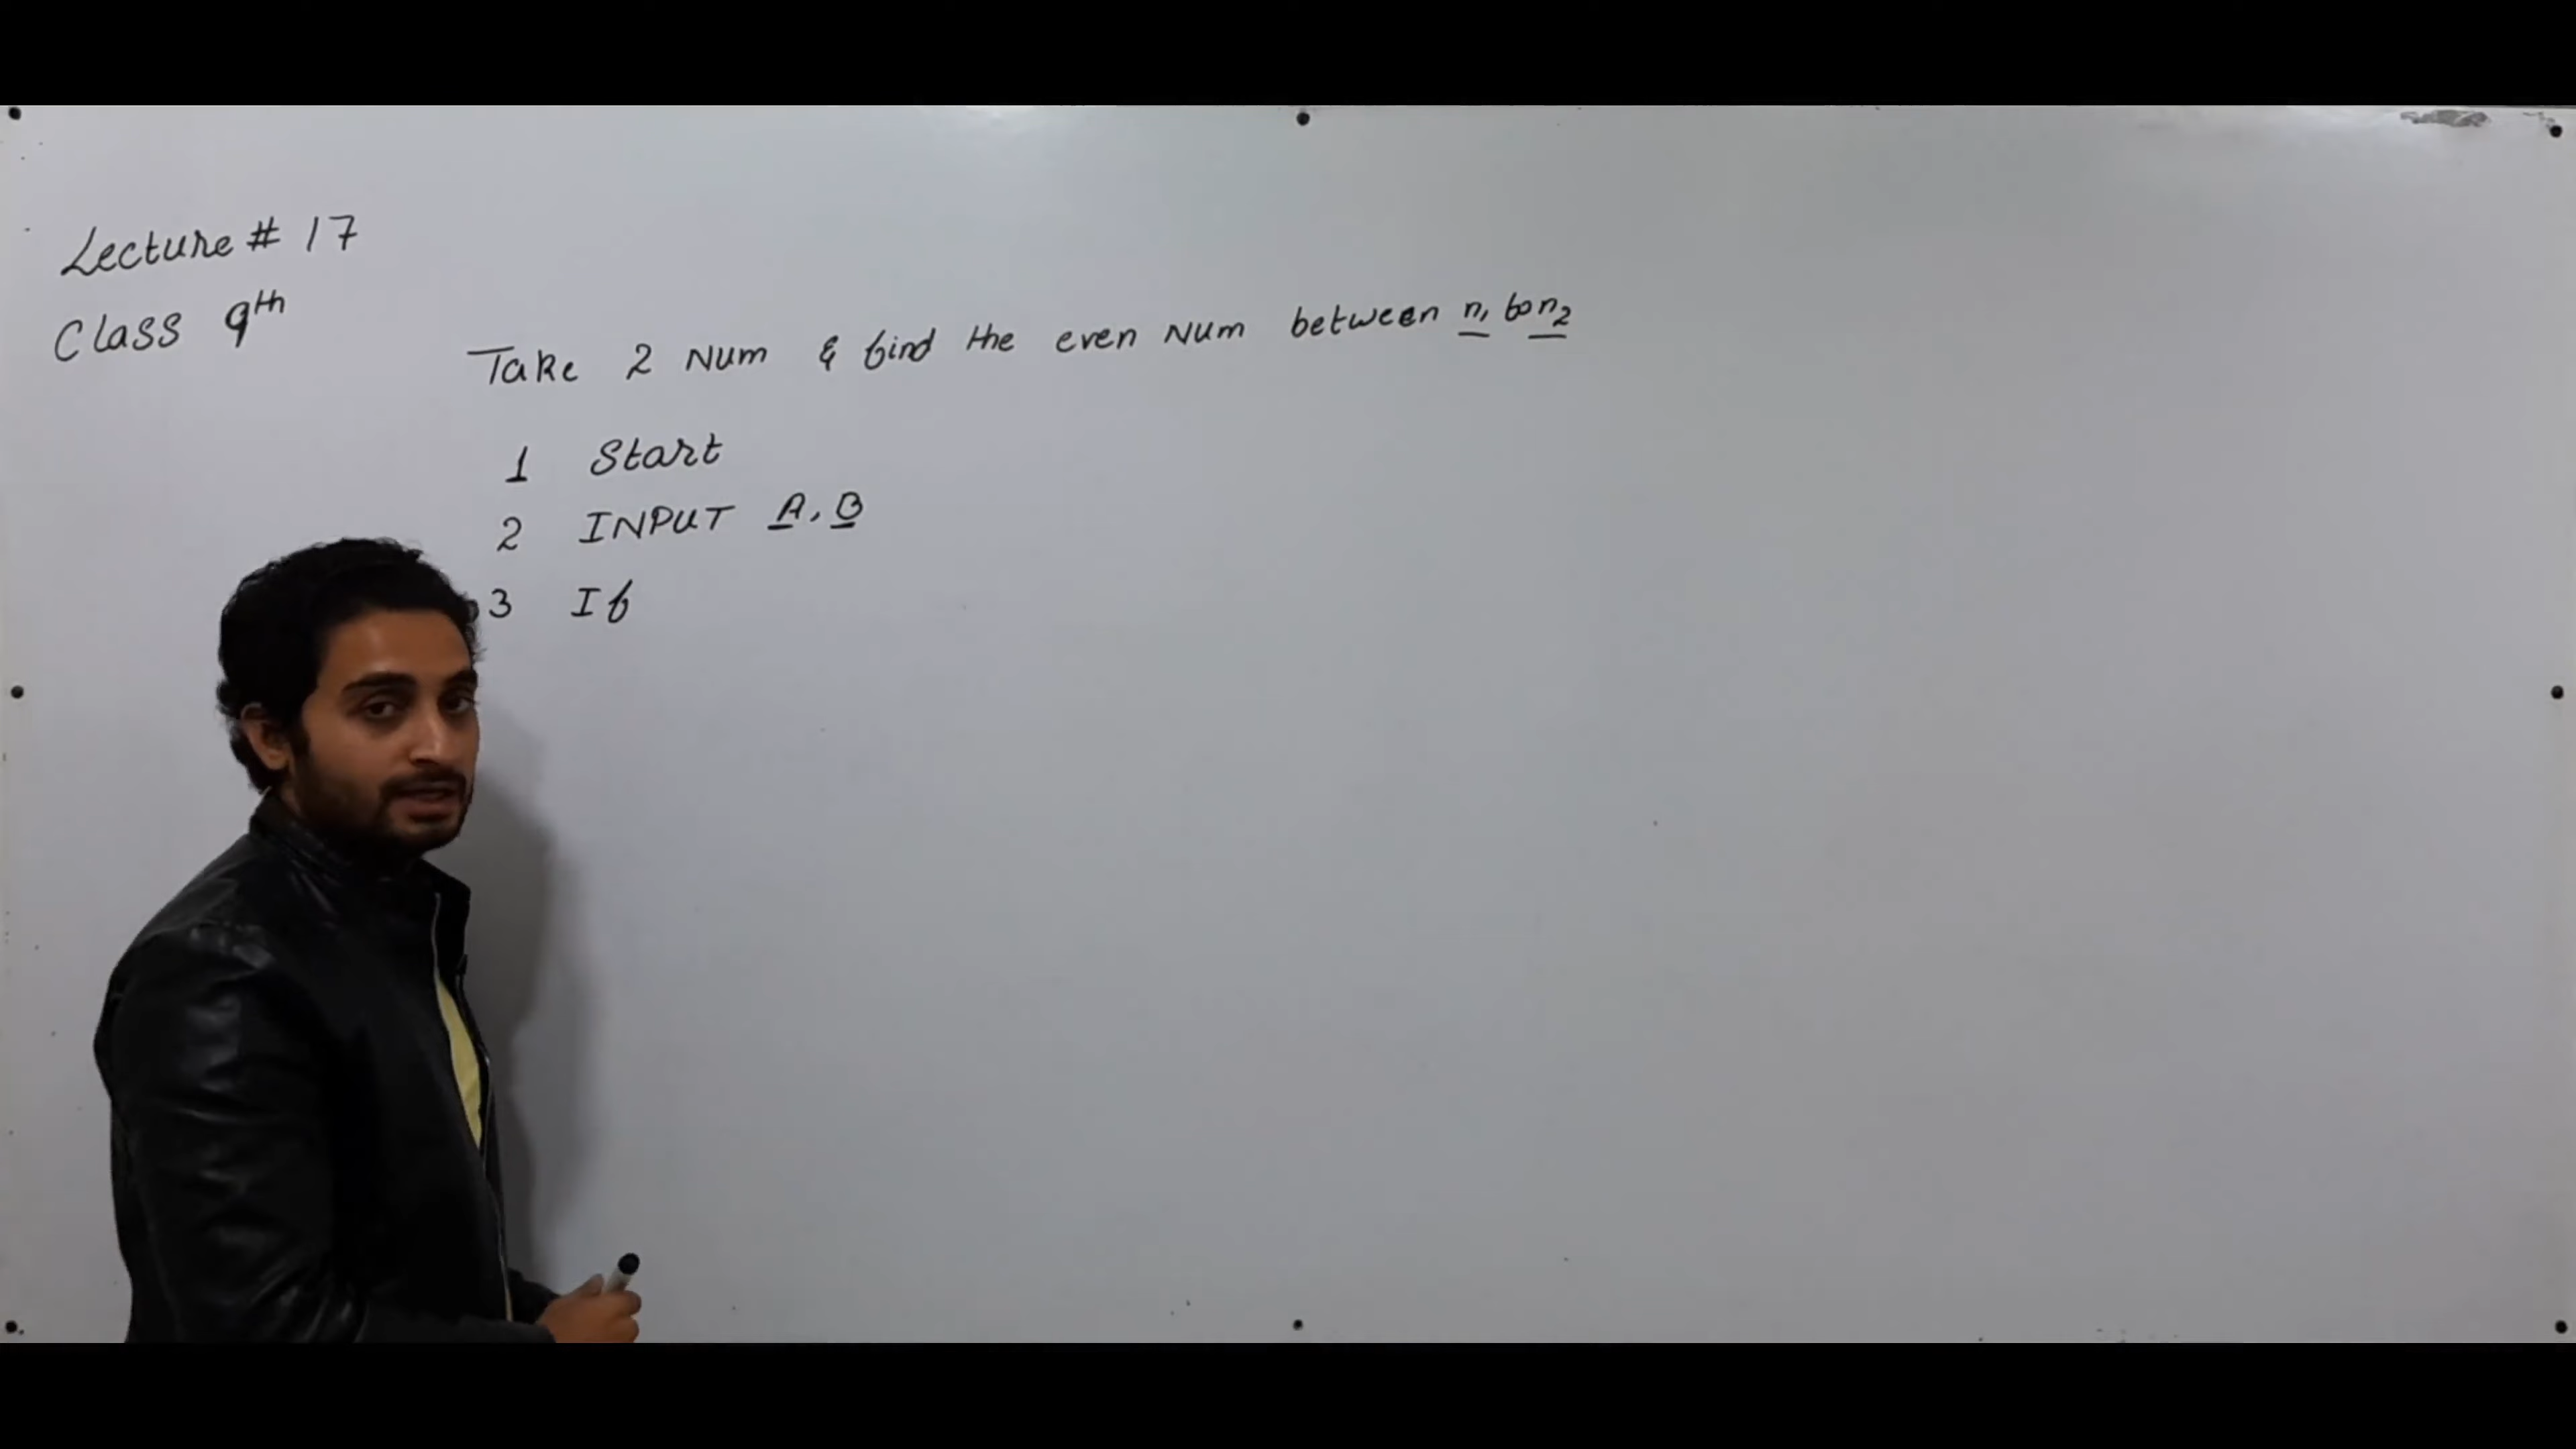 Lecture # 17
Class 9th
Take 2 Num & find the even Num between n1 to n2
1 Start
2 INPUT A, B
3 If